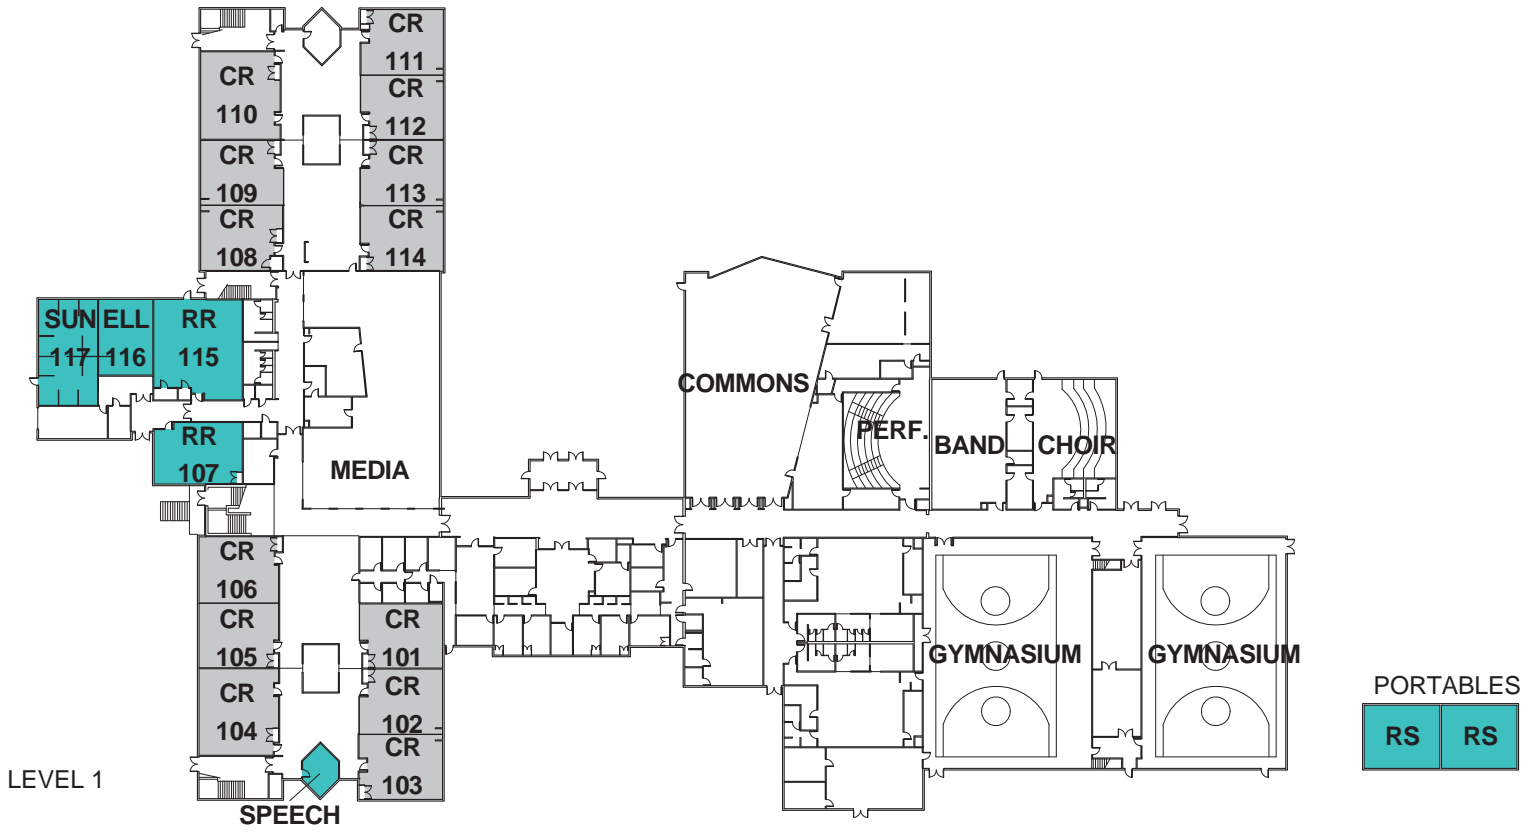 CR
111
CR
110
CR
112
CR
109
CR
113
CR
108
CR
114
SUN
117
ELL
116
RR
115
RR
107
MEDIA
COMMONS
PERF.
BAND
CHOIR
CR
106
CR
105
CR
101
CR
104
CR
102
CR
103
GYMNASIUM
GYMNASIUM
PORTABLES
RS
RS
LEVEL 1
SPEECH